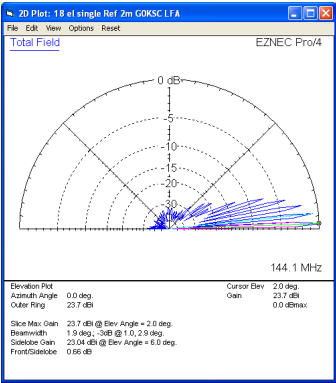 2D Plot: 18 el single Ref 2m G0KSC LFA
File Edit View Options Reset
Total Field
EZNEC Pro/4
0 dB
-5
-10
-15
-20
-30
144.1 MHz
Elevation Plot
Azimuth Angle 0.0 deg.
Outer Ring 23.7 dBi
Cursor Elev 2.0 deg.
Gain 23.7 dBi
0.0 dBmax
Slice Max Gain 23.7 dBi @ Elev Angle = 2.0 deg.
Beamwidth 1.9 deg.; -3dB @ 1.0, 2.9 deg.
Sidelobe Gain 23.04 dBi @ Elev Angle = 6.0 deg.
Front/Sidelobe 0.66 dB